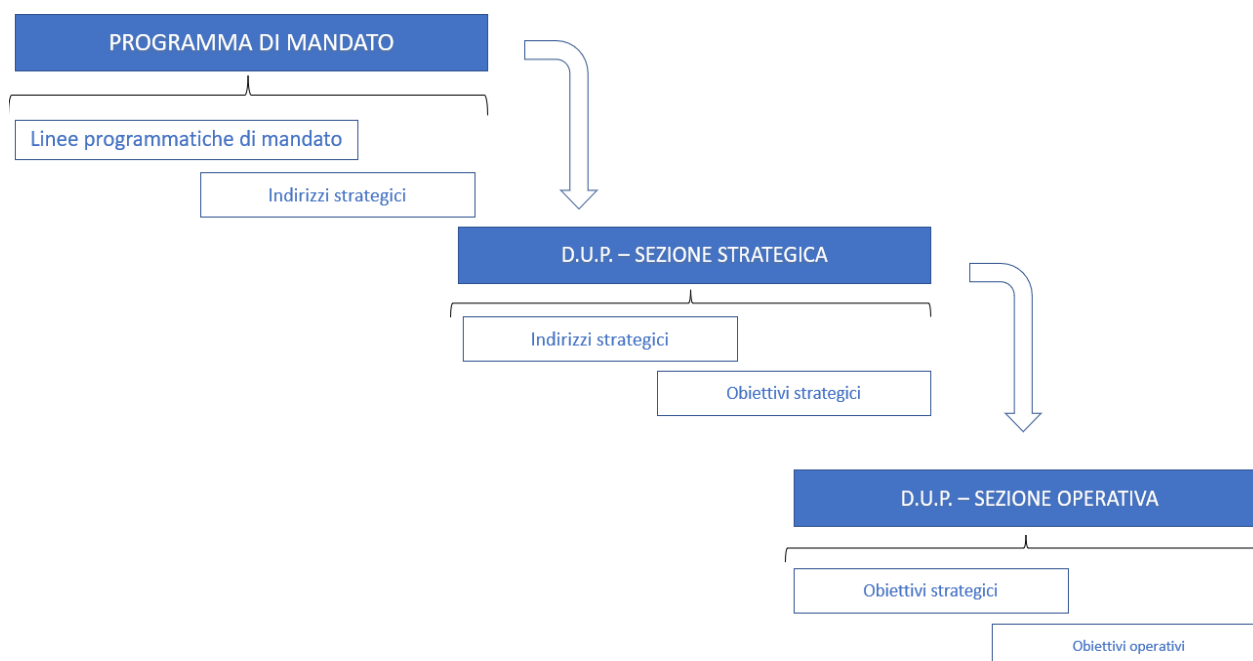 PROGRAMMA DI MANDATO
Linee programmatiche di mandato
Indirizzi strategici
D.U.P. – SEZIONE STRATEGICA
Indirizzi strategici
Obiettivi strategici
D.U.P. – SEZIONE OPERATIVA
Obiettivi strategici
Obiettivi operativi